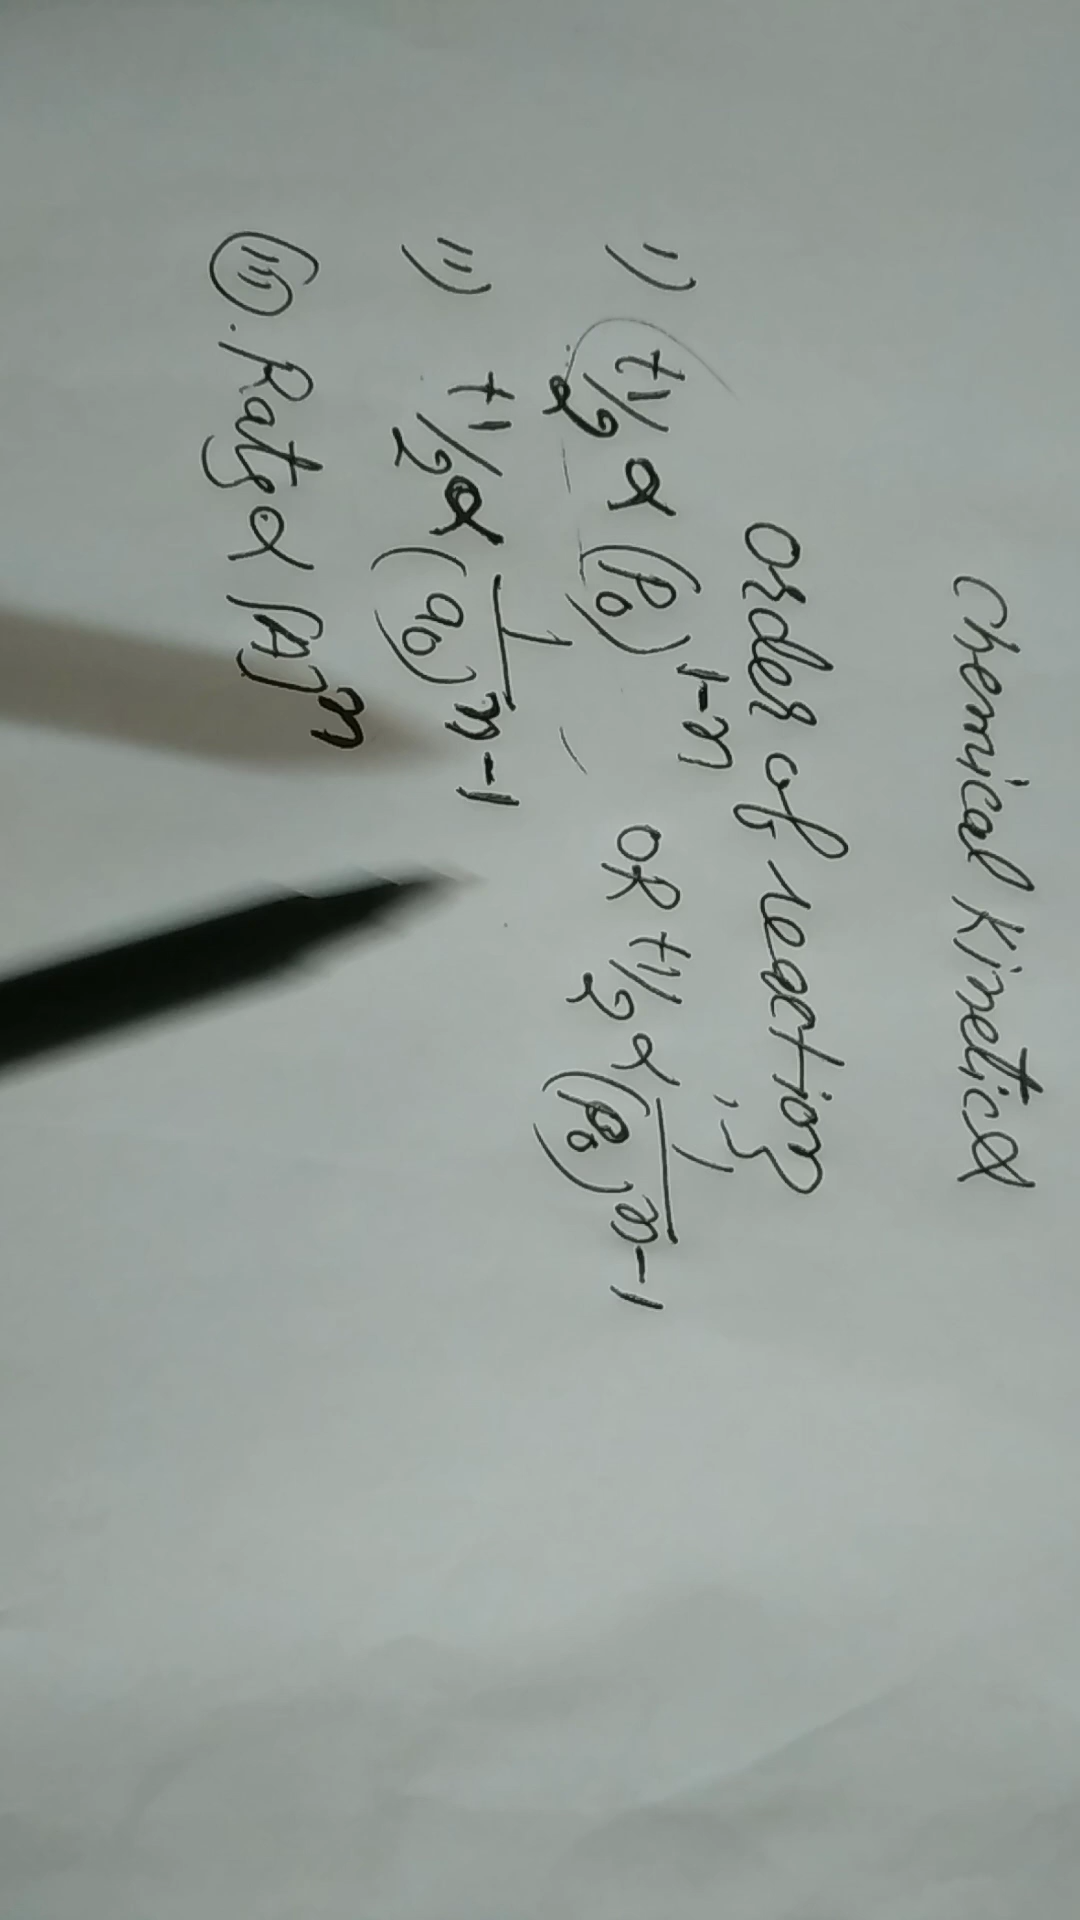 Chemical Kinetics
Order of reaction
i) t1/2 α (P0)^1-n OR t1/2 α 1/(P0)^n-1
ii) t1/2 α 1/(a0)^n-1
iii). Rate α [A]^n